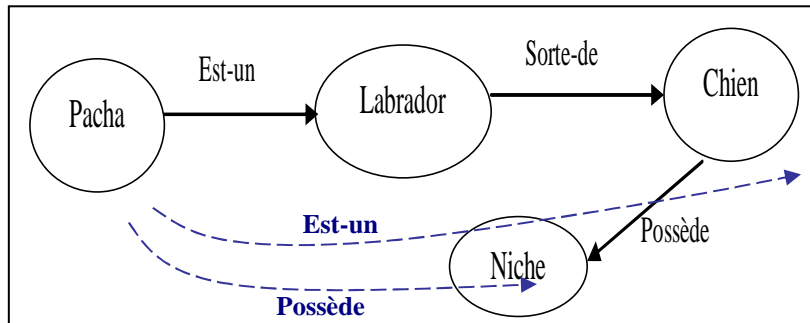 Est-un
Sorte-de
Pacha
Labrador
Chien
Est-un
Possède
Niche
Possède